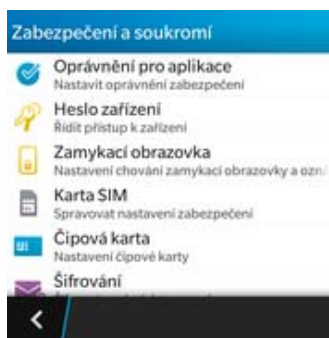 Zabezpečení a soukromí
Oprávnění pro aplikace
Nastavit oprávnění zabezpečení
Heslo zařízení
Řídit přístup k zařízení
Zamykací obrazovka
Nastavení chování zamykací obrazovky a ozni
Karta SIM
Spravovat nastavení zabezpečení
Čipová karta
Nastavení čipové karty
Šifrování